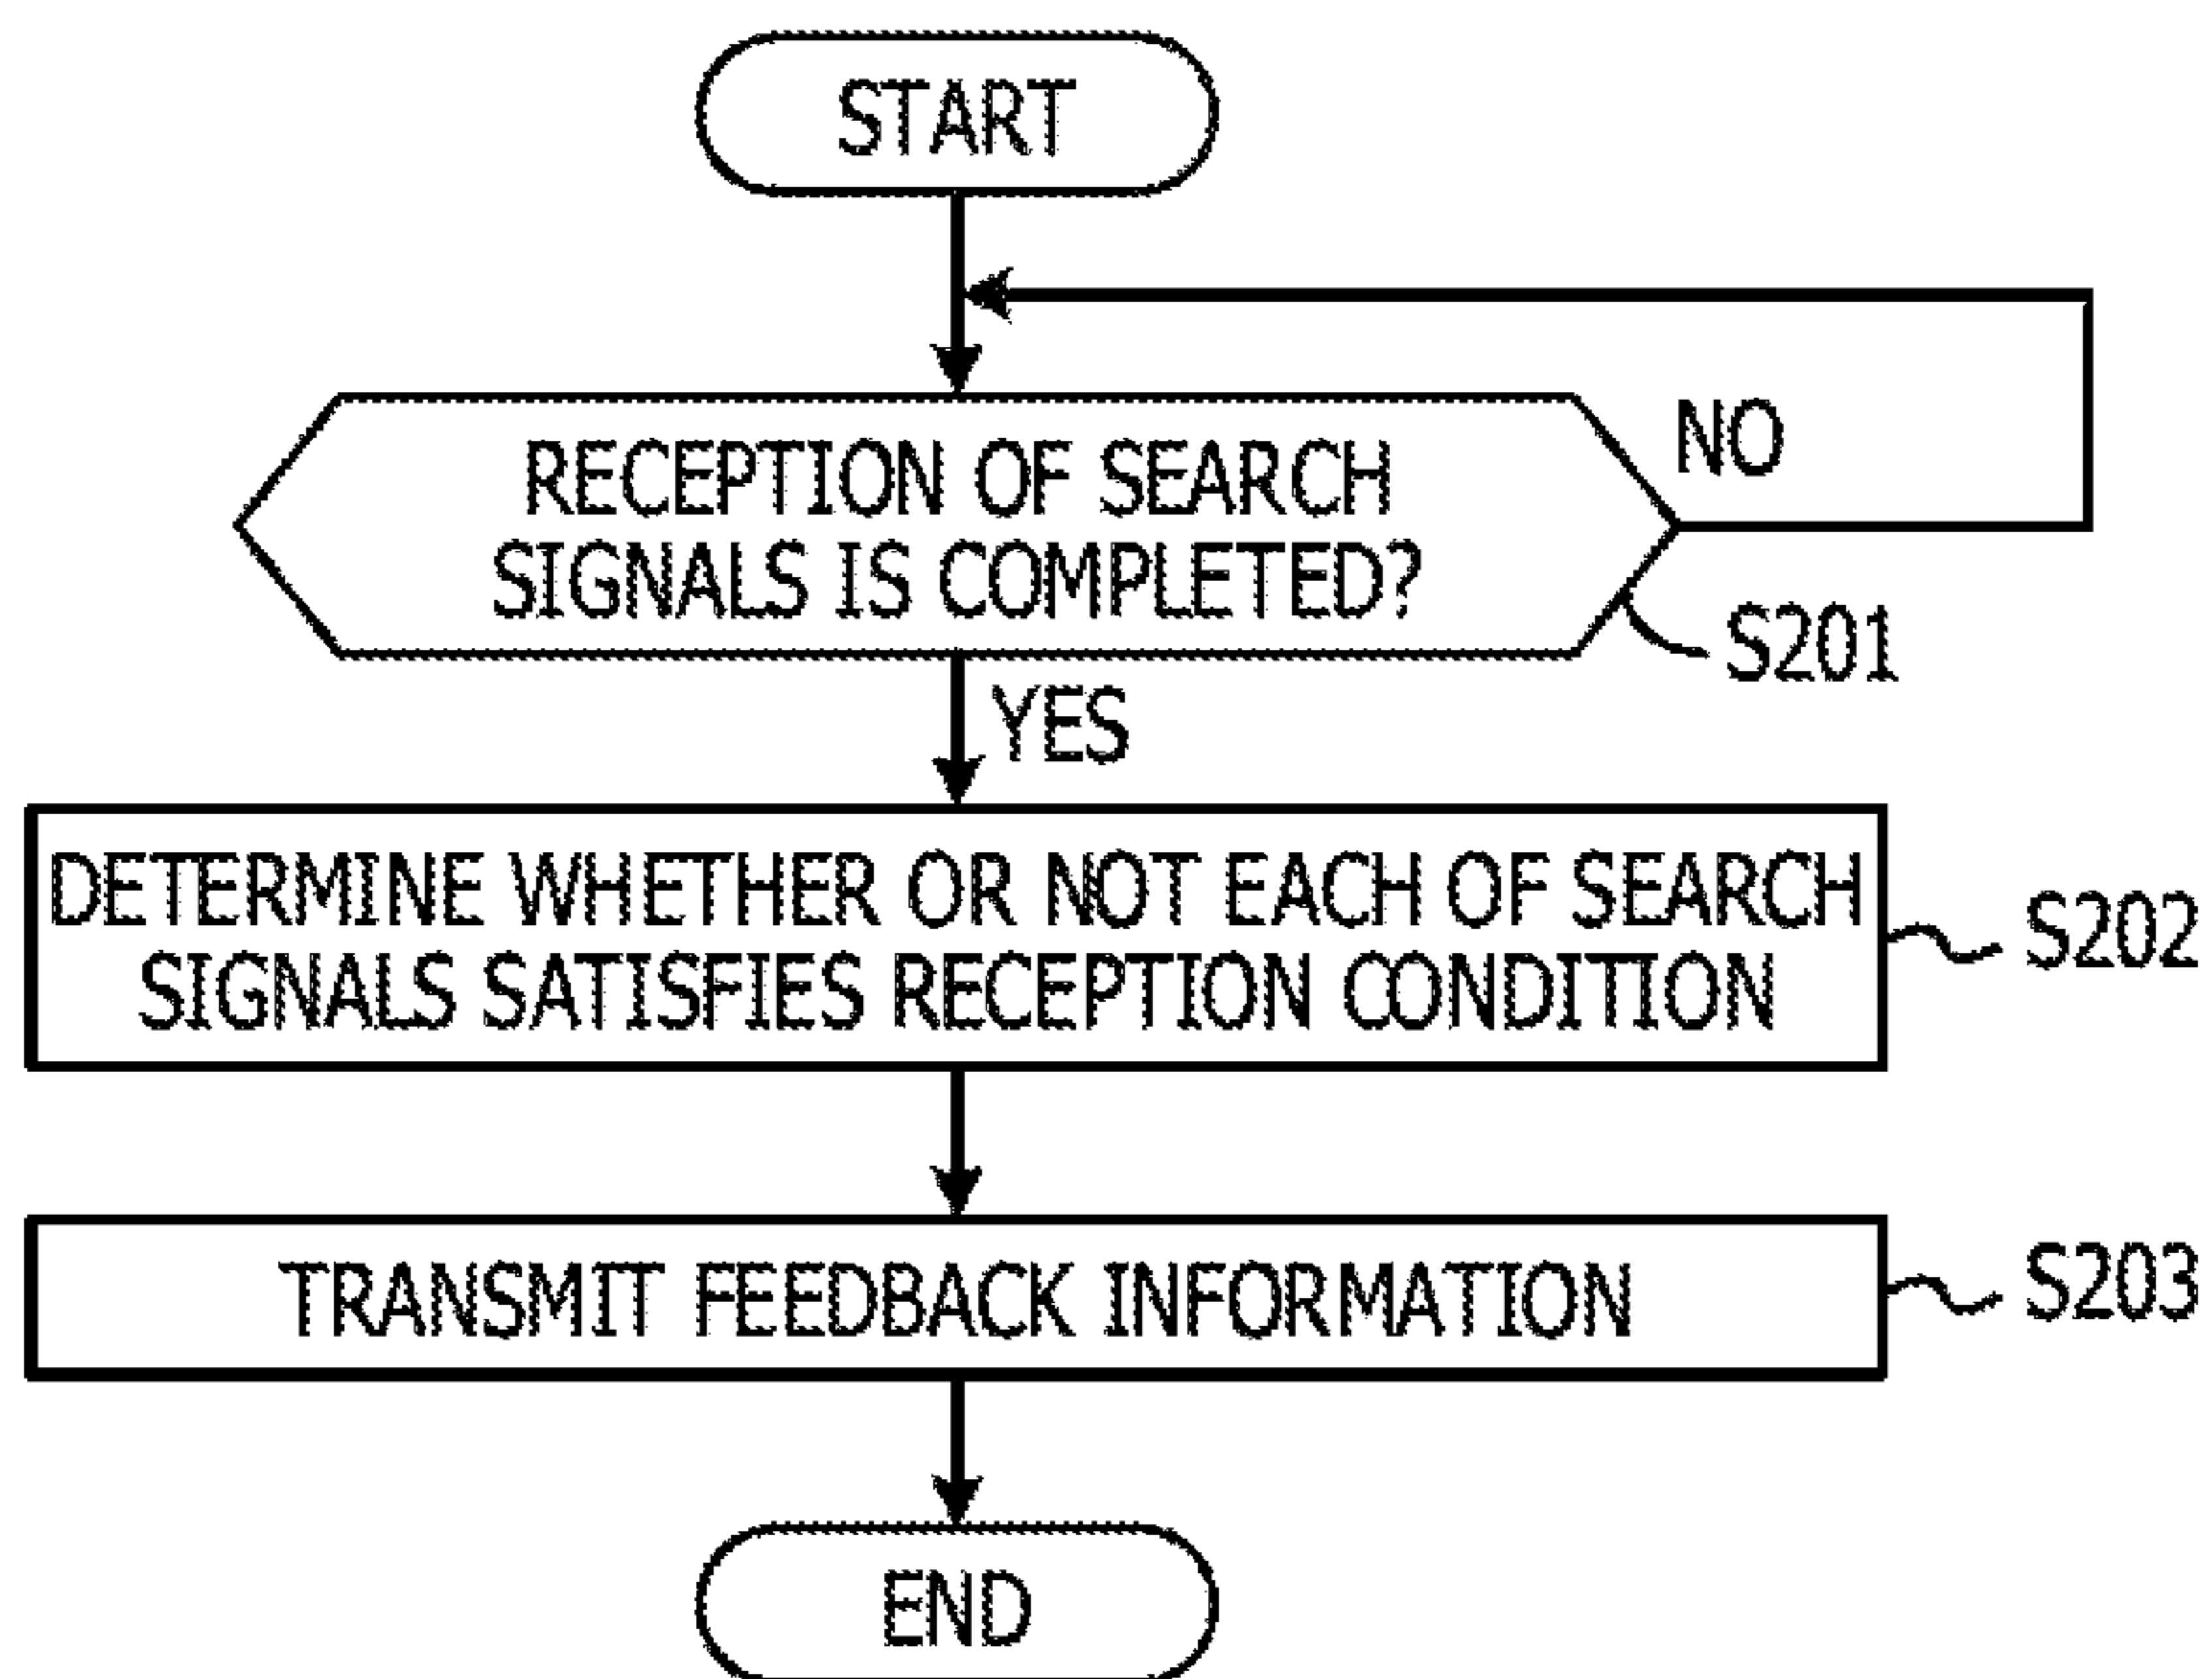 START
NO
RECEPTION OF SEARCH
SIGNALS IS COMPLETED?
S201
YES
DETERMINE WHETHER OR NOT EACH OF SEARCH
SIGNALS SATISFIES RECEPTION CONDITION
S202
TRANSMIT FEEDBACK INFORMATION
S203
END